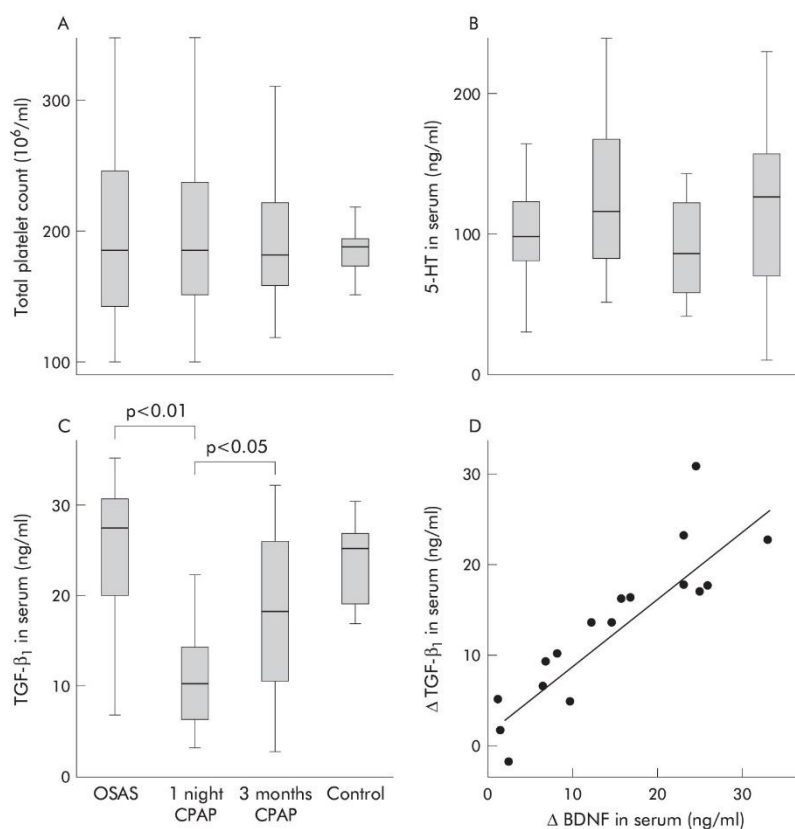 A
Total platelet count (10⁶/ml)
300
200
100
B
5-HT in serum (ng/ml)
200
100
0
C
p<0.01
p<0.05
TGF-β₁ in serum (ng/ml)
30
20
10
0
OSAS
1 night
CPAP
3 months
CPAP
Control
D
Δ TGF-β₁ in serum (ng/ml)
30
20
10
0
0
10
20
30
Δ BDNF in serum (ng/ml)